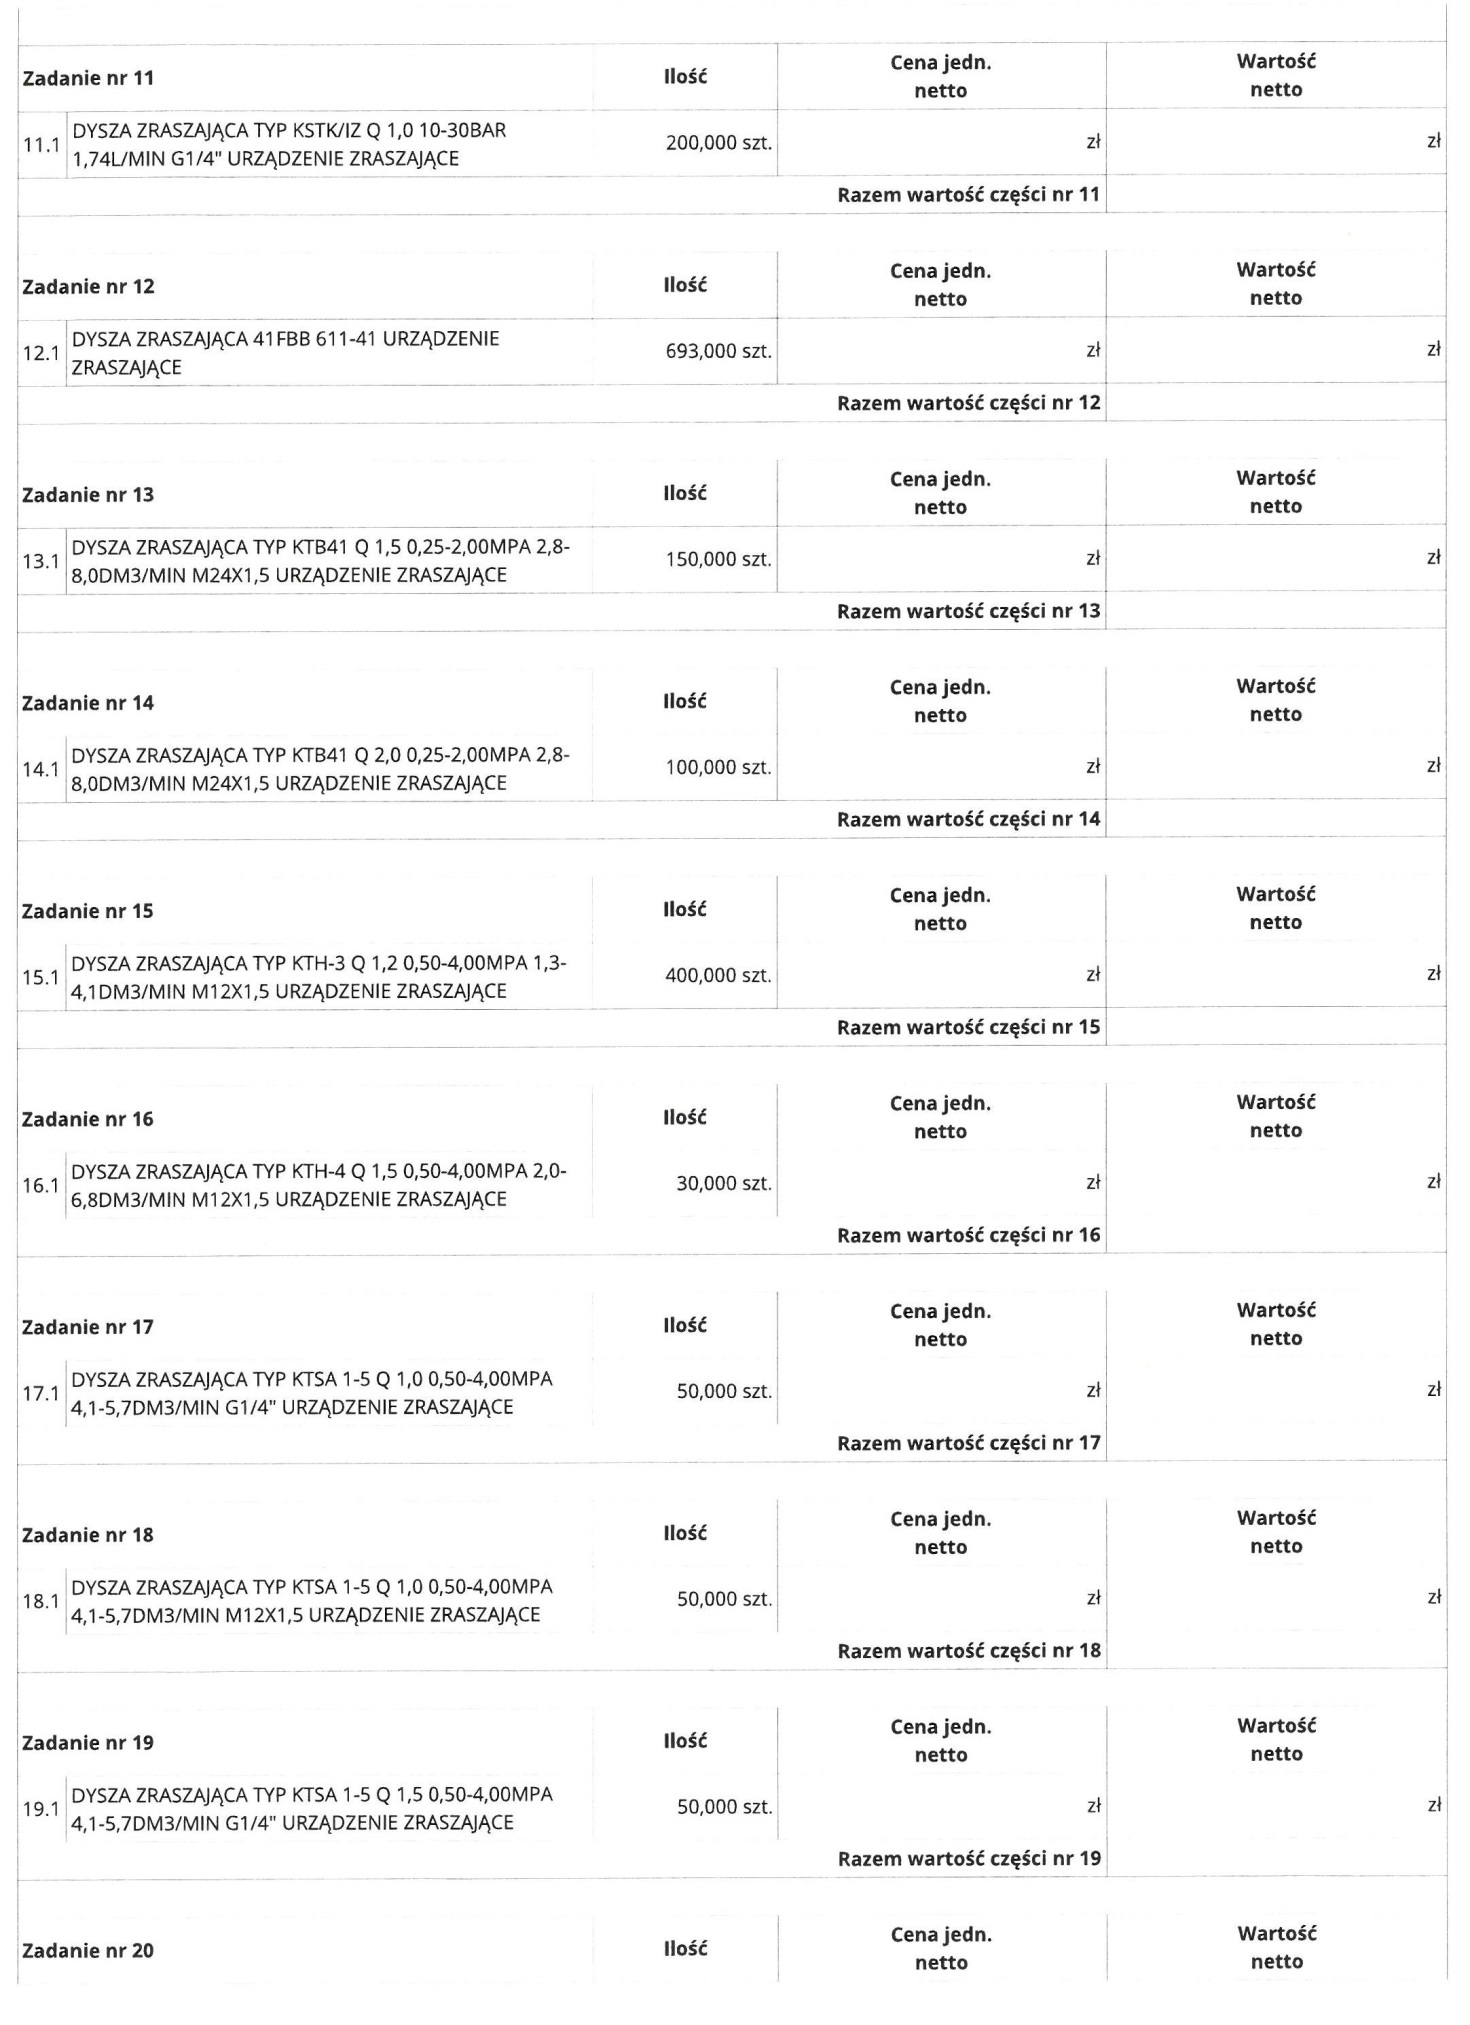 Zadanie nr 11 Ilość Cena jedn. netto Wartość netto
11.1 DYSZA ZRASZAJĄCA TYP KSTK/IZ Q 1,0 10-30BAR
1,74L/MIN G1/4" URZĄDZENIE ZRASZAJĄCE 200,000 szt. zł zł
Razem wartość części nr 11
Zadanie nr 12 Ilość Cena jedn. netto Wartość netto
12.1 DYSZA ZRASZAJĄCA 41FBB 611-41 URZĄDZENIE
ZRASZAJĄCE 693,000 szt. zł zł
Razem wartość części nr 12
Zadanie nr 13 Ilość Cena jedn. netto Wartość netto
13.1 DYSZA ZRASZAJĄCA TYP KTB41 Q 1,5 0,25-2,00MPA 2,8-
8,0DM3/MIN M24X1,5 URZĄDZENIE ZRASZAJĄCE 150,000 szt. zł zł
Razem wartość części nr 13
Zadanie nr 14 Ilość Cena jedn. netto Wartość netto
14.1 DYSZA ZRASZAJĄCA TYP KTB41 Q 2,0 0,25-2,00MPA 2,8-
8,0DM3/MIN M24X1,5 URZĄDZENIE ZRASZAJĄCE 100,000 szt. zł zł
Razem wartość części nr 14
Zadanie nr 15 Ilość Cena jedn. netto Wartość netto
15.1 DYSZA ZRASZAJĄCA TYP KTH-3 Q 1,2 0,50-4,00MPA 1,3-
4,1DM3/MIN M12X1,5 URZĄDZENIE ZRASZAJĄCE 400,000 szt. zł zł
Razem wartość części nr 15
Zadanie nr 16 Ilość Cena jedn. netto Wartość netto
16.1 DYSZA ZRASZAJĄCA TYP KTH-4 Q 1,5 0,50-4,00MPA 2,0-
6,8DM3/MIN M12X1,5 URZĄDZENIE ZRASZAJĄCE 30,000 szt. zł zł
Razem wartość części nr 16
Zadanie nr 17 Ilość Cena jedn. netto Wartość netto
17.1 DYSZA ZRASZAJĄCA TYP KTSA 1-5 Q 1,0 0,50-4,00MPA
4,1-5,7DM3/MIN G1/4" URZĄDZENIE ZRASZAJĄCE 50,000 szt. zł zł
Razem wartość części nr 17
Zadanie nr 18 Ilość Cena jedn. netto Wartość netto
18.1 DYSZA ZRASZAJĄCA TYP KTSA 1-5 Q 1,0 0,50-4,00MPA
4,1-5,7DM3/MIN M12X1,5 URZĄDZENIE ZRASZAJĄCE 50,000 szt. zł zł
Razem wartość części nr 18
Zadanie nr 19 Ilość Cena jedn. netto Wartość netto
19.1 DYSZA ZRASZAJĄCA TYP KTSA 1-5 Q 1,5 0,50-4,00MPA
4,1-5,7DM3/MIN G1/4" URZĄDZENIE ZRASZAJĄCE 50,000 szt. zł zł
Razem wartość części nr 19
Zadanie nr 20 Ilość Cena jedn. netto Wartość netto